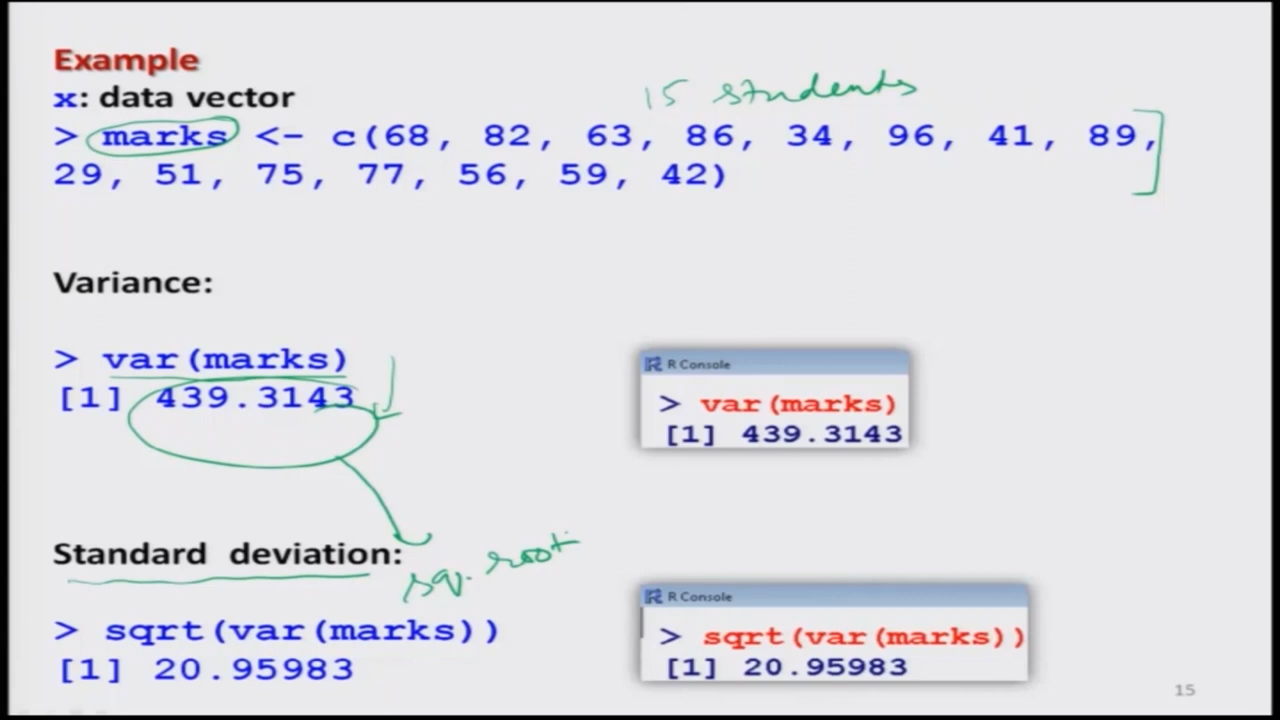 Example
x: data vector
15 students
> marks <- c(68, 82, 63, 86, 34, 96, 41, 89,
29, 51, 75, 77, 56, 59, 42)
Variance:
> var(marks)
[1] 439.3143
R Console
> var(marks)
[1] 439.3143
Standard deviation:
sq. root
> sqrt(var(marks))
[1] 20.95983
R Console
> sqrt(var(marks))
[1] 20.95983
15